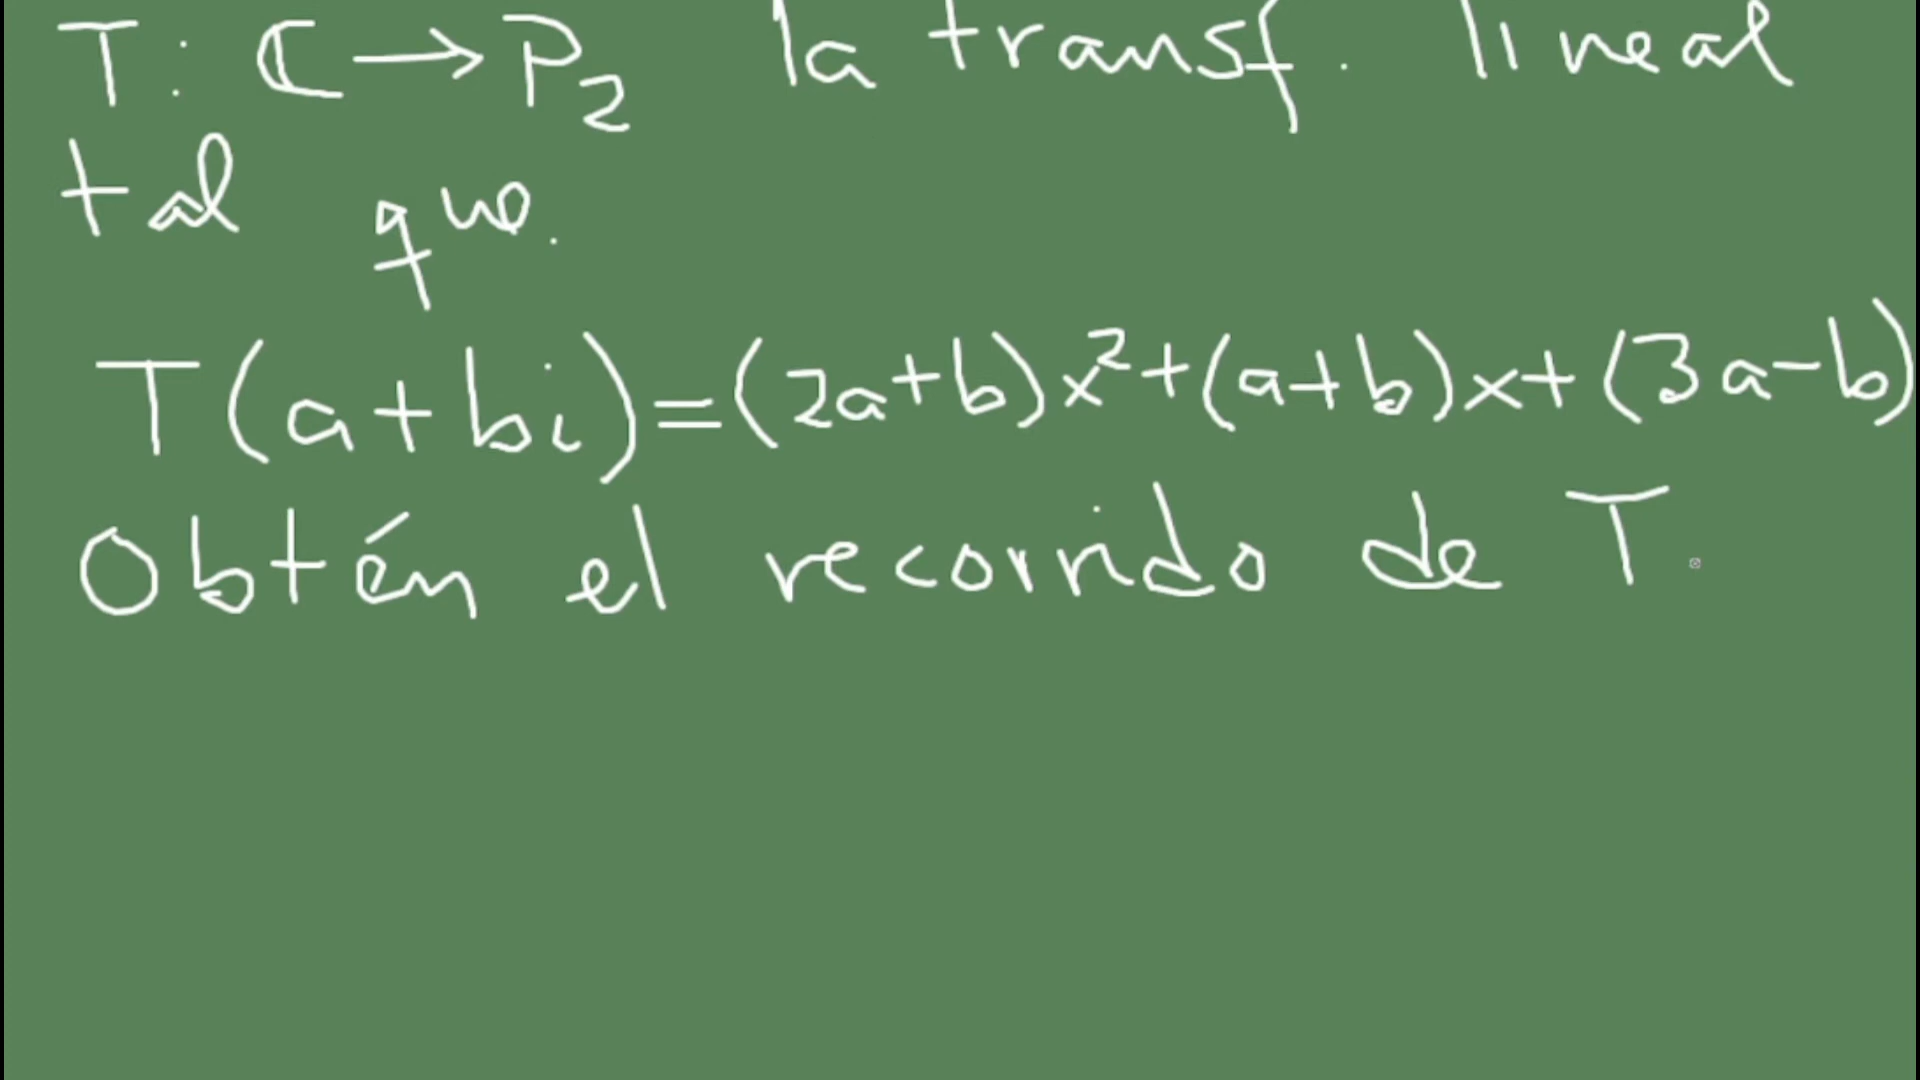 T: ℂ → P₂ la transf. lineal
tal que.
T(a+bi)=(2a+b)x²+(a+b)x+(3a-b)
Obtén el recorrido de T.